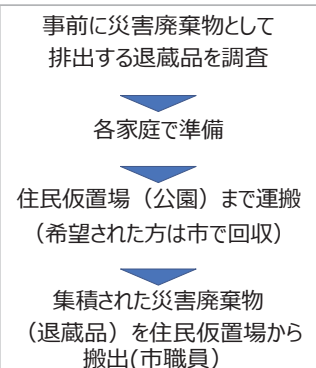 事前に災害廃棄物として
排出する退蔵品を調査
各家庭で準備
住民仮置場（公園）まで運搬
（希望された方は市で回収）
集積された災害廃棄物
（退蔵品）を住民仮置場から
搬出(市職員）